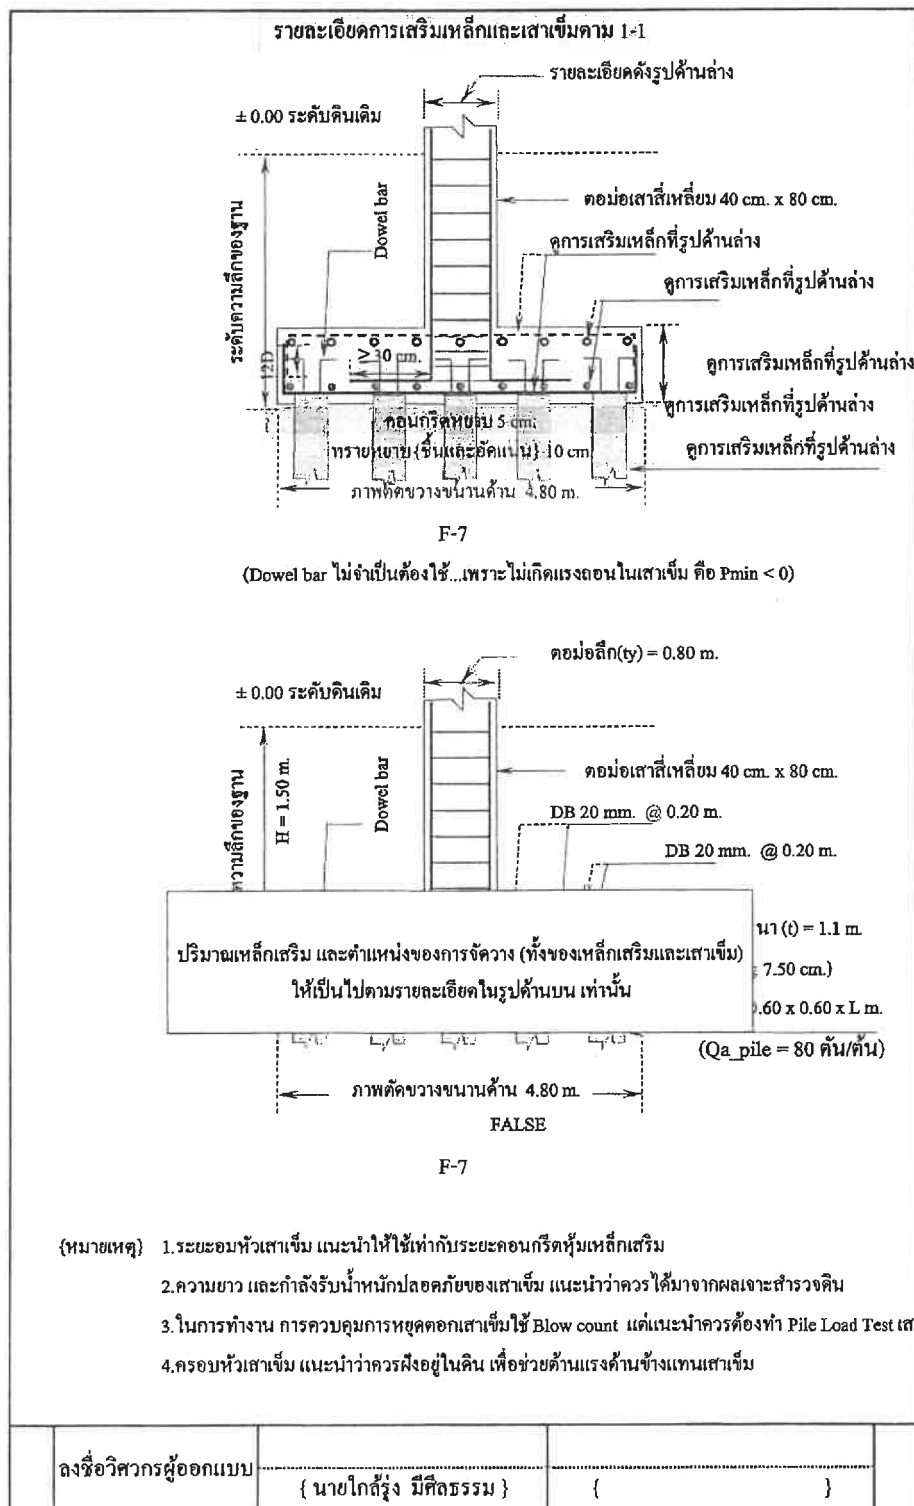 รายละเอียดการเสริมเหล็กและเสาเข็มตาม 1-1
รายละเอียดดังรูปด้านล่าง
± 0.00 ระดับดินเดิม
ระดับความลึกของฐาน
Dowel bar
ตอม่อเสาสี่เหลี่ยม 40 cm. x 80 cm.
ดูการเสริมเหล็กที่รูปด้านล่าง
ดูการเสริมเหล็กที่รูปด้านล่าง
12D
> 30 cm.
ดูการเสริมเหล็กที่รูปด้านล่าง
ดูการเสริมเหล็กที่รูปด้านล่าง
คอนกรีตหยาบ 5 cm.
ทรายหยาบ{ชื้นและอัดแน่น} 10 cm
ดูการเสริมเหล็กที่รูปด้านล่าง
ภาพตัดขวางขนานด้าน 4.80 m.
F-7
(Dowel bar ไม่จำเป็นต้องใช้...เพราะไม่เกิดแรงถอนในเสาเข็ม คือ Pmin < 0)
ตอม่อลึก(ty) = 0.80 m.
± 0.00 ระดับดินเดิม
ความลึกของฐาน
H = 1.50 m.
Dowel bar
ตอม่อเสาสี่เหลี่ยม 40 cm. x 80 cm.
DB 20 mm. @ 0.20 m.
DB 20 mm. @ 0.20 m.
นา (t) = 1.1 m.
ปริมาณเหล็กเสริม และตำแหน่งของการจัดวาง (ทั้งของเหล็กเสริมและเสาเข็ม)
7.50 cm.)
ให้เป็นไปตามรายละเอียดในรูปด้านบน เท่านั้น
0.60 x 0.60 x L m.
(Qa_pile = 80 ตัน/ต้น)
ภาพตัดขวางขนานด้าน 4.80 m.
FALSE
F-7
{หมายเหตุ} 1.ระยะอมหัวเสาเข็ม แนะนำให้ใช้เท่ากับระยะคอนกรีตหุ้มเหล็กเสริม
2.ความยาว และกำลังรับน้ำหนักปลอดภัยของเสาเข็ม แนะนำว่าควรได้มาจากผลเจาะสำรวจดิน
3.ในการทำงาน การควบคุมการหยุดตอกเสาเข็มใช้ Blow count แต่แนะนำควรต้องทำ Pile Load Test เส
4.ครอบหัวเสาเข็ม แนะนำว่าควรฝังอยู่ในดิน เพื่อช่วยต้านแรงด้านข้างแทนเสาเข็ม
ลงชื่อวิศวกรผู้ออกแบบ
{ นายใกล้รุ่ง มีศีลธรรม }
{ }